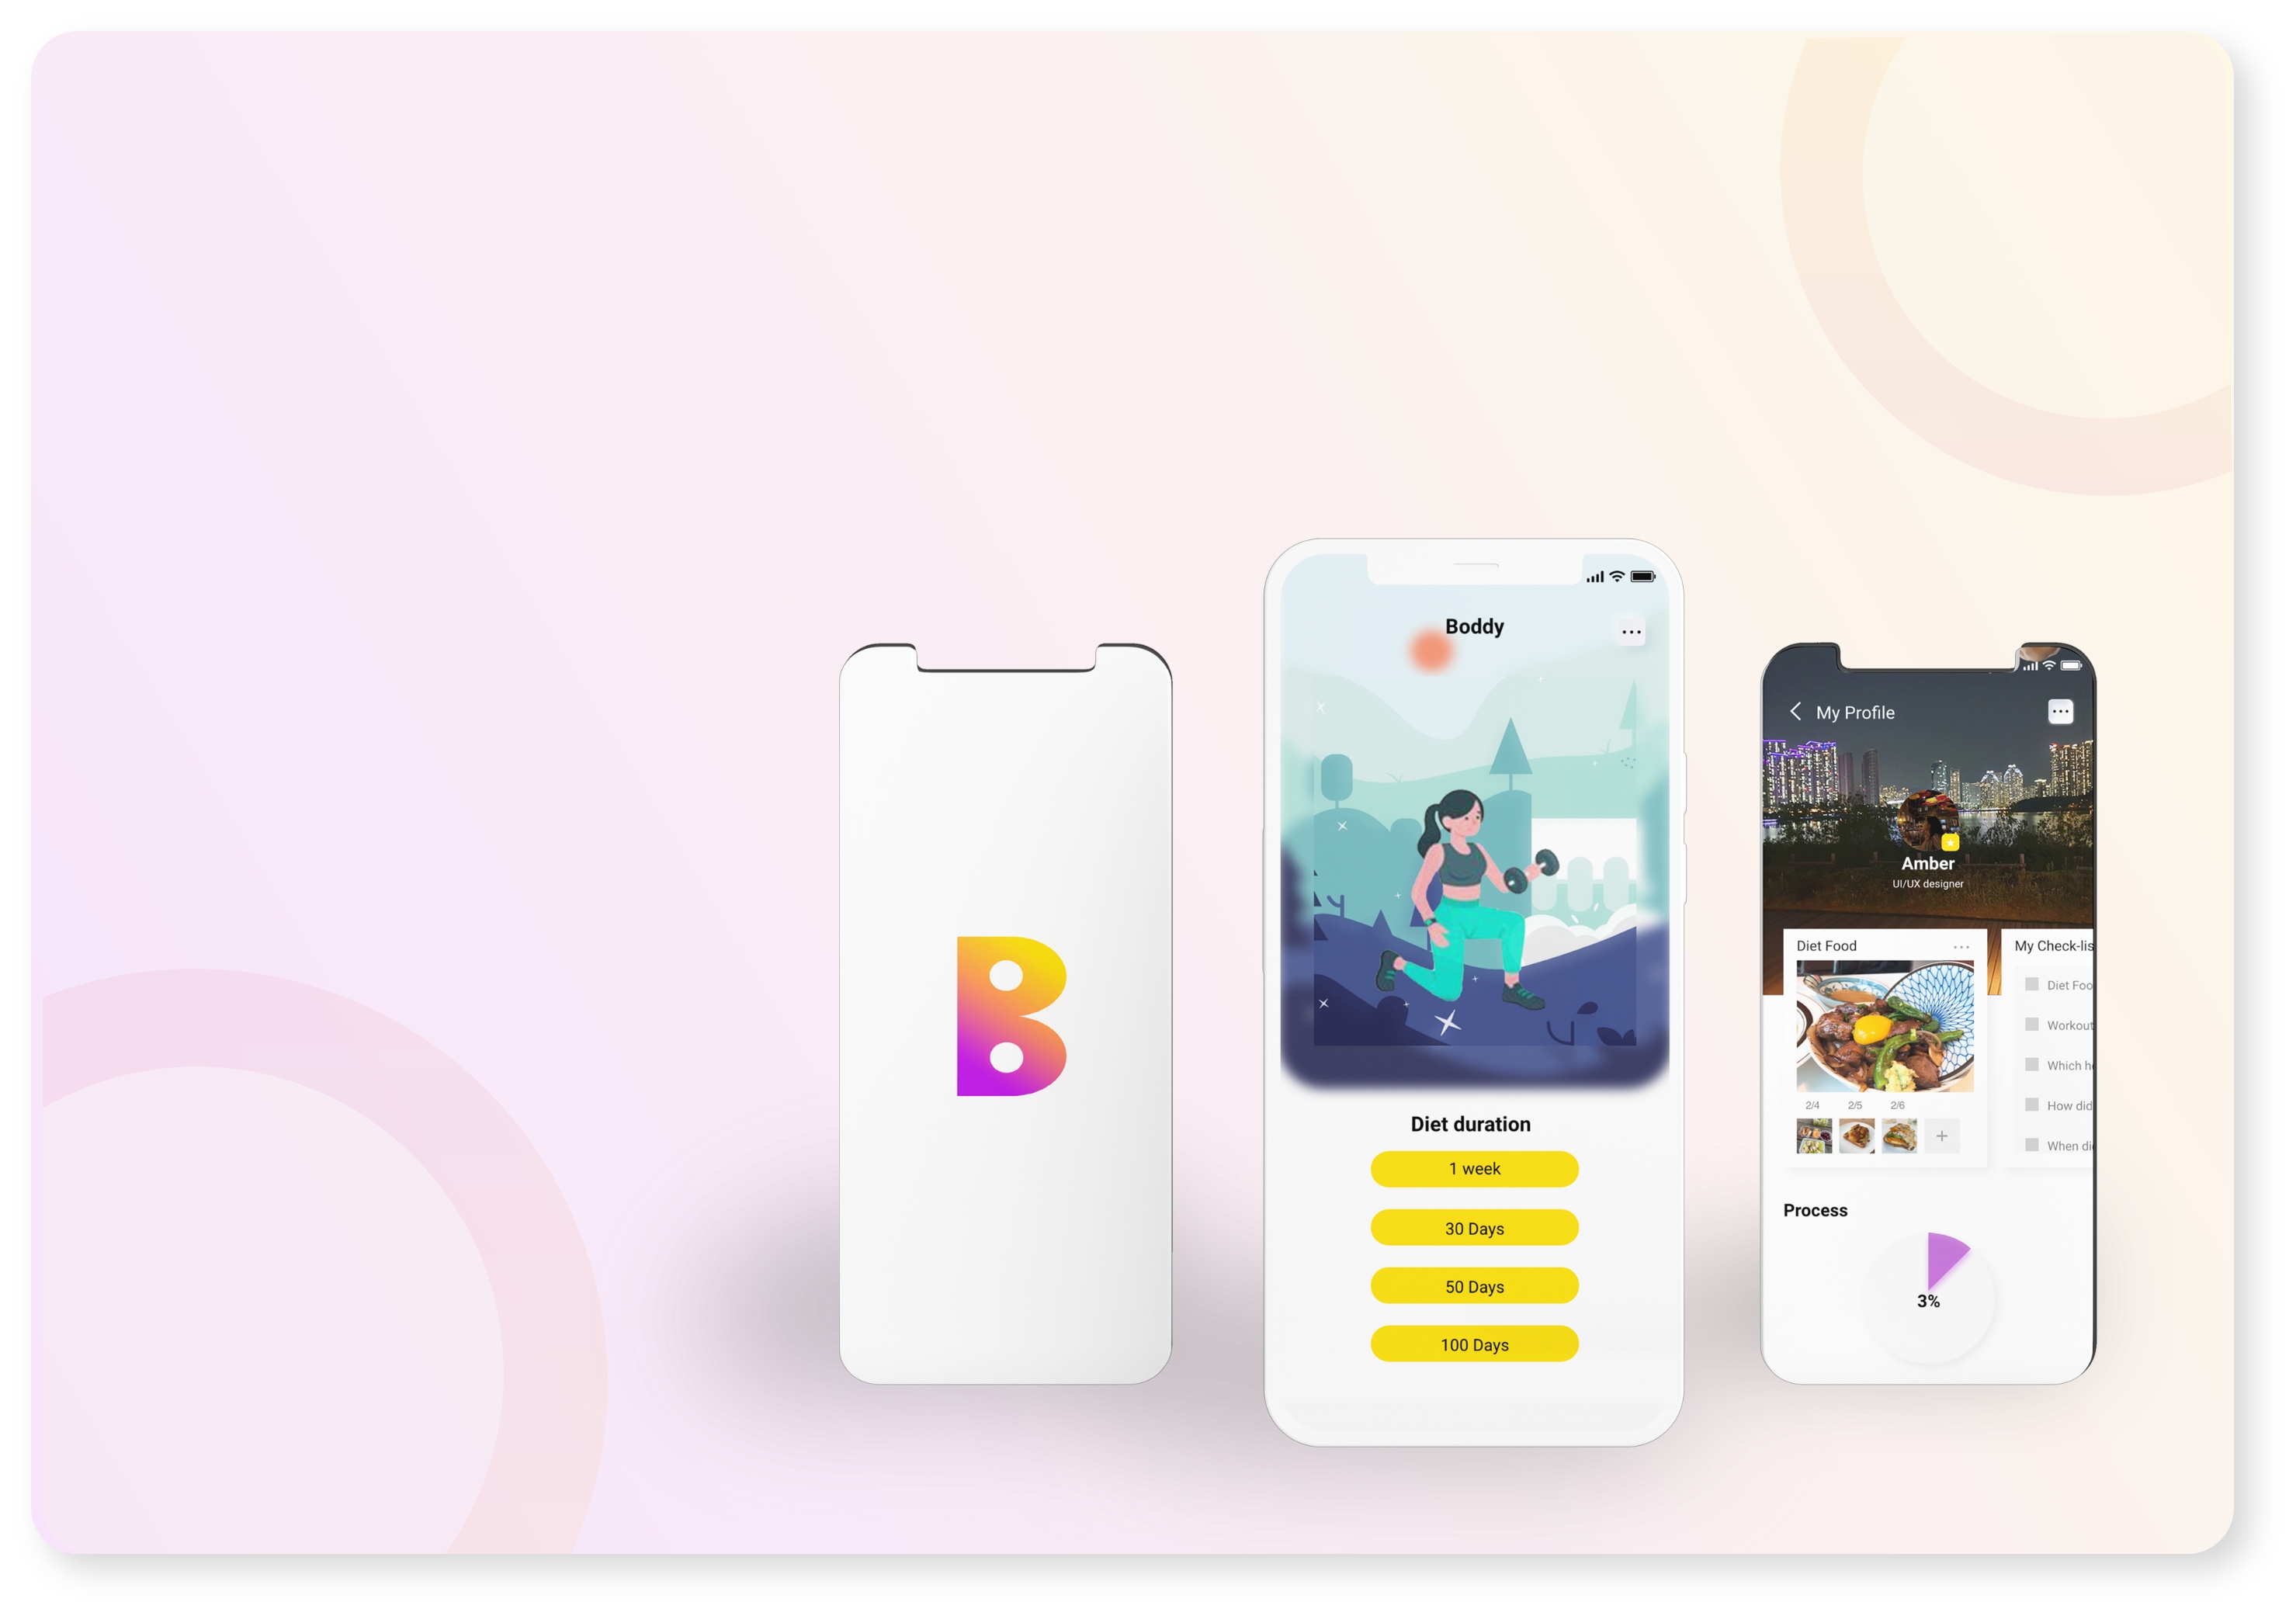 B
Boddy
Diet duration
1 week
30 Days
50 Days
100 Days
My Profile
Amber
UI/UX designer
Diet Food
2/4 2/5 2/6
+
My Check-lis
Diet Foo
Workout
Which h
How did
When di
Process
3%